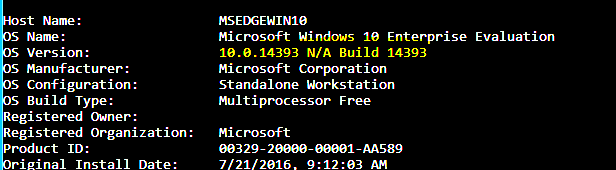 Host Name: MSEDGEWIN10
OS Name: Microsoft Windows 10 Enterprise Evaluation
OS Version: 10.0.14393 N/A Build 14393
OS Manufacturer: Microsoft Corporation
OS Configuration: Standalone Workstation
OS Build Type: Multiprocessor Free
Registered Owner:
Registered Organization: Microsoft
Product ID: 00329-20000-00001-AA589
Original Install Date: 7/21/2016, 9:12:03 AM